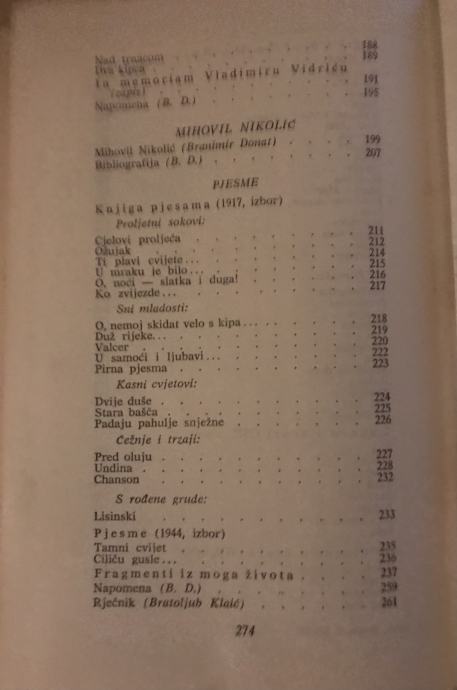 188
Nad truacom . . . . . . 189
Dva kipca . . . . . .
In memoriam Vladimiru Vidriću
(zapis) . . . . . . 191
Napomena (B. D.) . . . . . . 195
MIHOVIL NIKOLIĆ
Mihovil Nikolić (Branimir Donat) . . . . 199
Bibliografija (B. D.) . . . . . . 207
PJESME
Knjiga pjesama (1917, izbor)
Proljetni sokovi:
Cjelovi proljeća . . . . . . 211
Ožujak . . . . . . 212
Ti plavi cvijete... . . . . . . 214
U mraku je bilo... . . . . . . 215
O, noći — slatka i duga! . . . . . . 216
Ko zvijezde... . . . . . . 217
Sni mladosti:
O, nemoj skidat velo s kipa... . . . . . 218
Duž rijeke... . . . . . . 219
Valcer . . . . . . 220
U samoći i ljubavi... . . . . . . 222
Pirna pjesma . . . . . . 223
Kasni cvjetovi:
Dvije duše . . . . . . 224
Stara bašča . . . . . . 225
Padaju pahulje snježne . . . . . . 226
Čežnje i trzaji:
Pred oluju . . . . . . 227
Undina . . . . . . 228
Chanson . . . . . . 232
S rođene grude:
Lisinski . . . . . . 233
Pjesme (1944, izbor)
Tamni cvijet . . . . . . 235
Ciliću gusle... . . . . . . 236
Fragmenti iz moga života . . . . 237
Napomena (B. D.) . . . . . . 259
Rječnik (Bratoljub Klaić) . . . . . 261
274